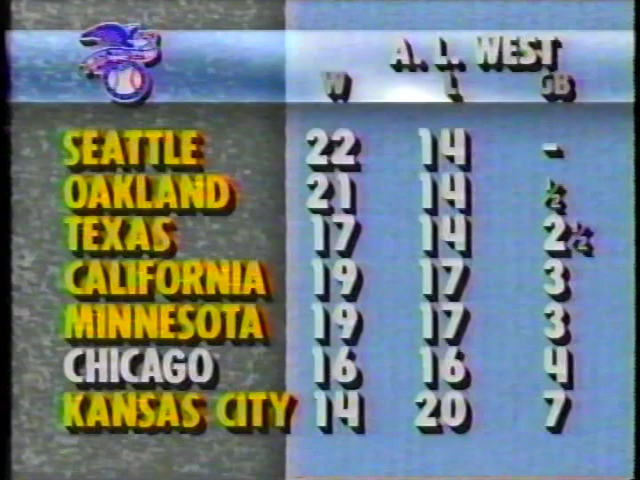 A. L. WEST
W L GB
SEATTLE 22 14 -
OAKLAND 21 14 ½
TEXAS 17 14 2½
CALIFORNIA 19 17 3
MINNESOTA 19 17 3
CHICAGO 16 16 4
KANSAS CITY 14 20 7